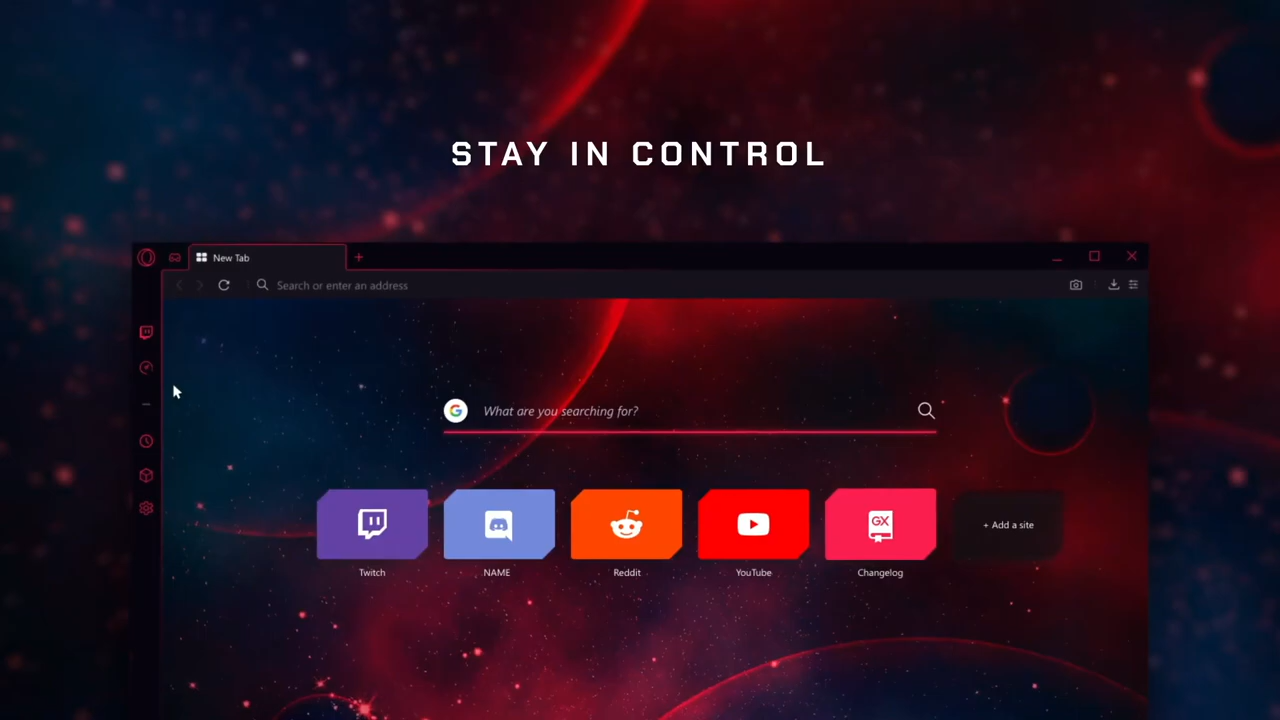 STAY IN CONTROL
New Tab
Search or enter an address
What are you searching for?
GX
+ Add a site
Twitch
NAME
Reddit
YouTube
Changelog